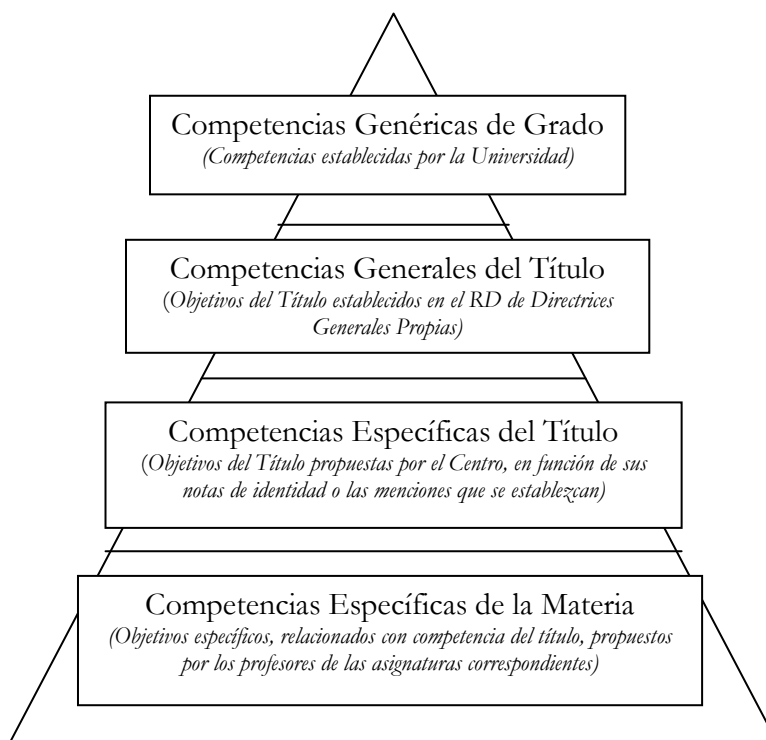 Competencias Genéricas de Grado
(Competencias establecidas por la Universidad)
Competencias Generales del Título
(Objetivos del Título establecidos en el RD de Directrices
Generales Propias)
Competencias Específicas del Título
(Objetivos del Título propuestas por el Centro, en función de sus
notas de identidad o las menciones que se establezcan)
Competencias Específicas de la Materia
(Objetivos específicos, relacionados con competencia del título, propuestos
por los profesores de las asignaturas correspondientes)